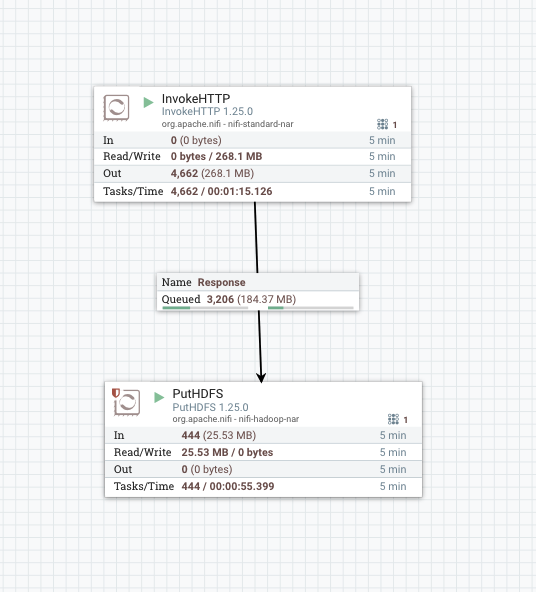 InvokeHTTP
InvokeHTTP 1.25.0
org.apache.nifi - nifi-standard-nar
1
In 0 (0 bytes) 5 min
Read/Write 0 bytes / 268.1 MB 5 min
Out 4,662 (268.1 MB) 5 min
Tasks/Time 4,662 / 00:01:15.126 5 min
Name Response
Queued 3,206 (184.37 MB)
PutHDFS
PutHDFS 1.25.0
org.apache.nifi - nifi-hadoop-nar
1
In 444 (25.53 MB) 5 min
Read/Write 25.53 MB / 0 bytes 5 min
Out 0 (0 bytes) 5 min
Tasks/Time 444 / 00:00:55.399 5 min